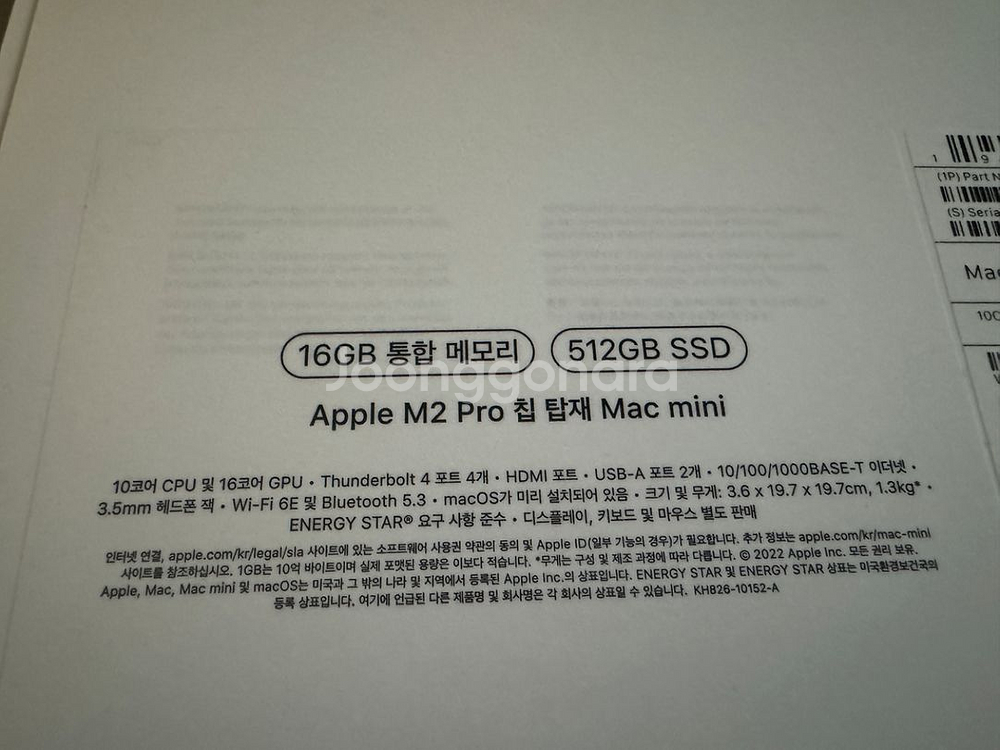 1 9
(1P) Part N
(S) Seria
Mac
10C
16GB 통합 메모리
512GB SSD
Joonggonara
Apple M2 Pro 칩 탑재 Mac mini
10코어 CPU 및 16코어 GPU • Thunderbolt 4 포트 4개 • HDMI 포트 • USB-A 포트 2개 • 10/100/1000BASE-T 이더넷 •
3.5mm 헤드폰 잭 • Wi-Fi 6E 및 Bluetooth 5.3 • macOS가 미리 설치되어 있음 • 크기 및 무게: 3.6 x 19.7 x 19.7cm, 1.3kg* •
ENERGY STAR® 요구 사항 준수 • 디스플레이, 키보드 및 마우스 별도 판매
인터넷 연결, apple.com/kr/legal/sla 사이트에 있는 소프트웨어 사용권 약관의 동의 및 Apple ID(일부 기능의 경우)가 필요합니다. 추가 정보는 apple.com/kr/mac-mini
사이트를 참조하십시오. 1GB는 10억 바이트이며 실제 포맷된 용량은 이보다 적습니다. *무게는 구성 및 제조 과정에 따라 다릅니다. © 2022 Apple Inc. 모든 권리 보유.
Apple, Mac, Mac mini 및 macOS는 미국과 그 밖의 나라 및 지역에서 등록된 Apple Inc.의 상표입니다. ENERGY STAR 및 ENERGY STAR 상표는 미국환경보건국의
등록 상표입니다. 여기에 언급된 다른 제품명 및 회사명은 각 회사의 상표일 수 있습니다. KHB26-10152-A